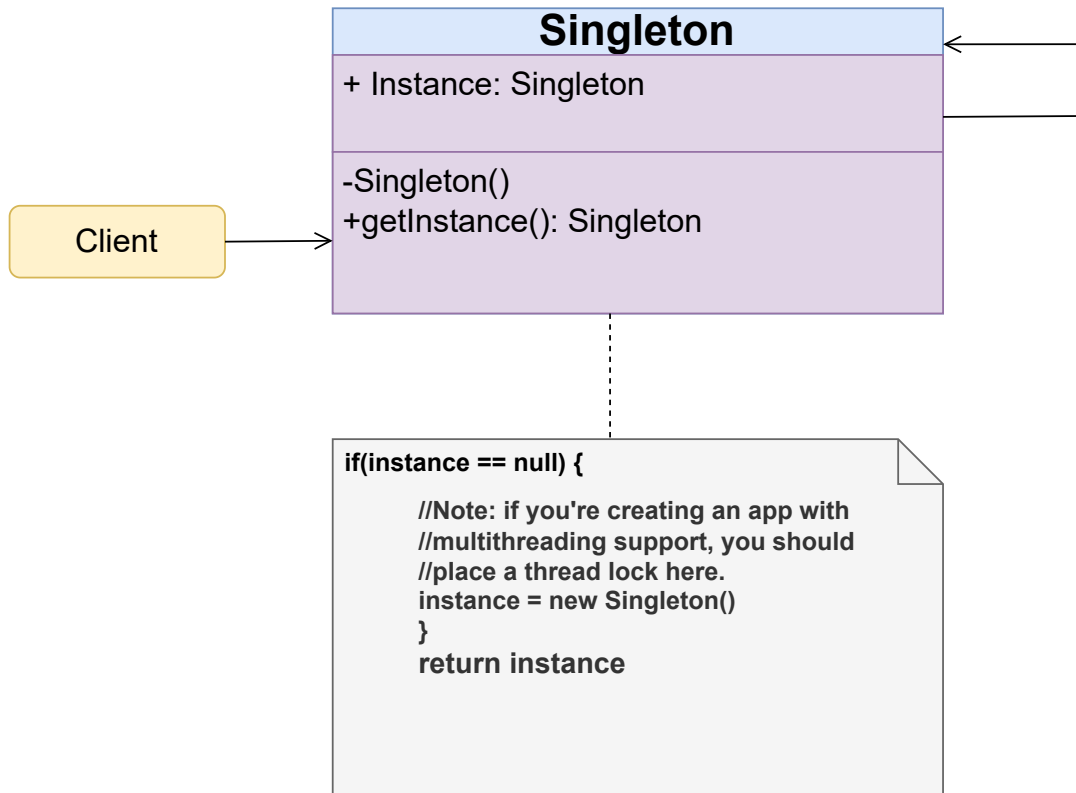 Singleton
+ Instance: Singleton
-Singleton()
+getInstance(): Singleton
Client
if(instance == null) {
//Note: if you're creating an app with
//multithreading support, you should
//place a thread lock here.
instance = new Singleton()
}
return instance